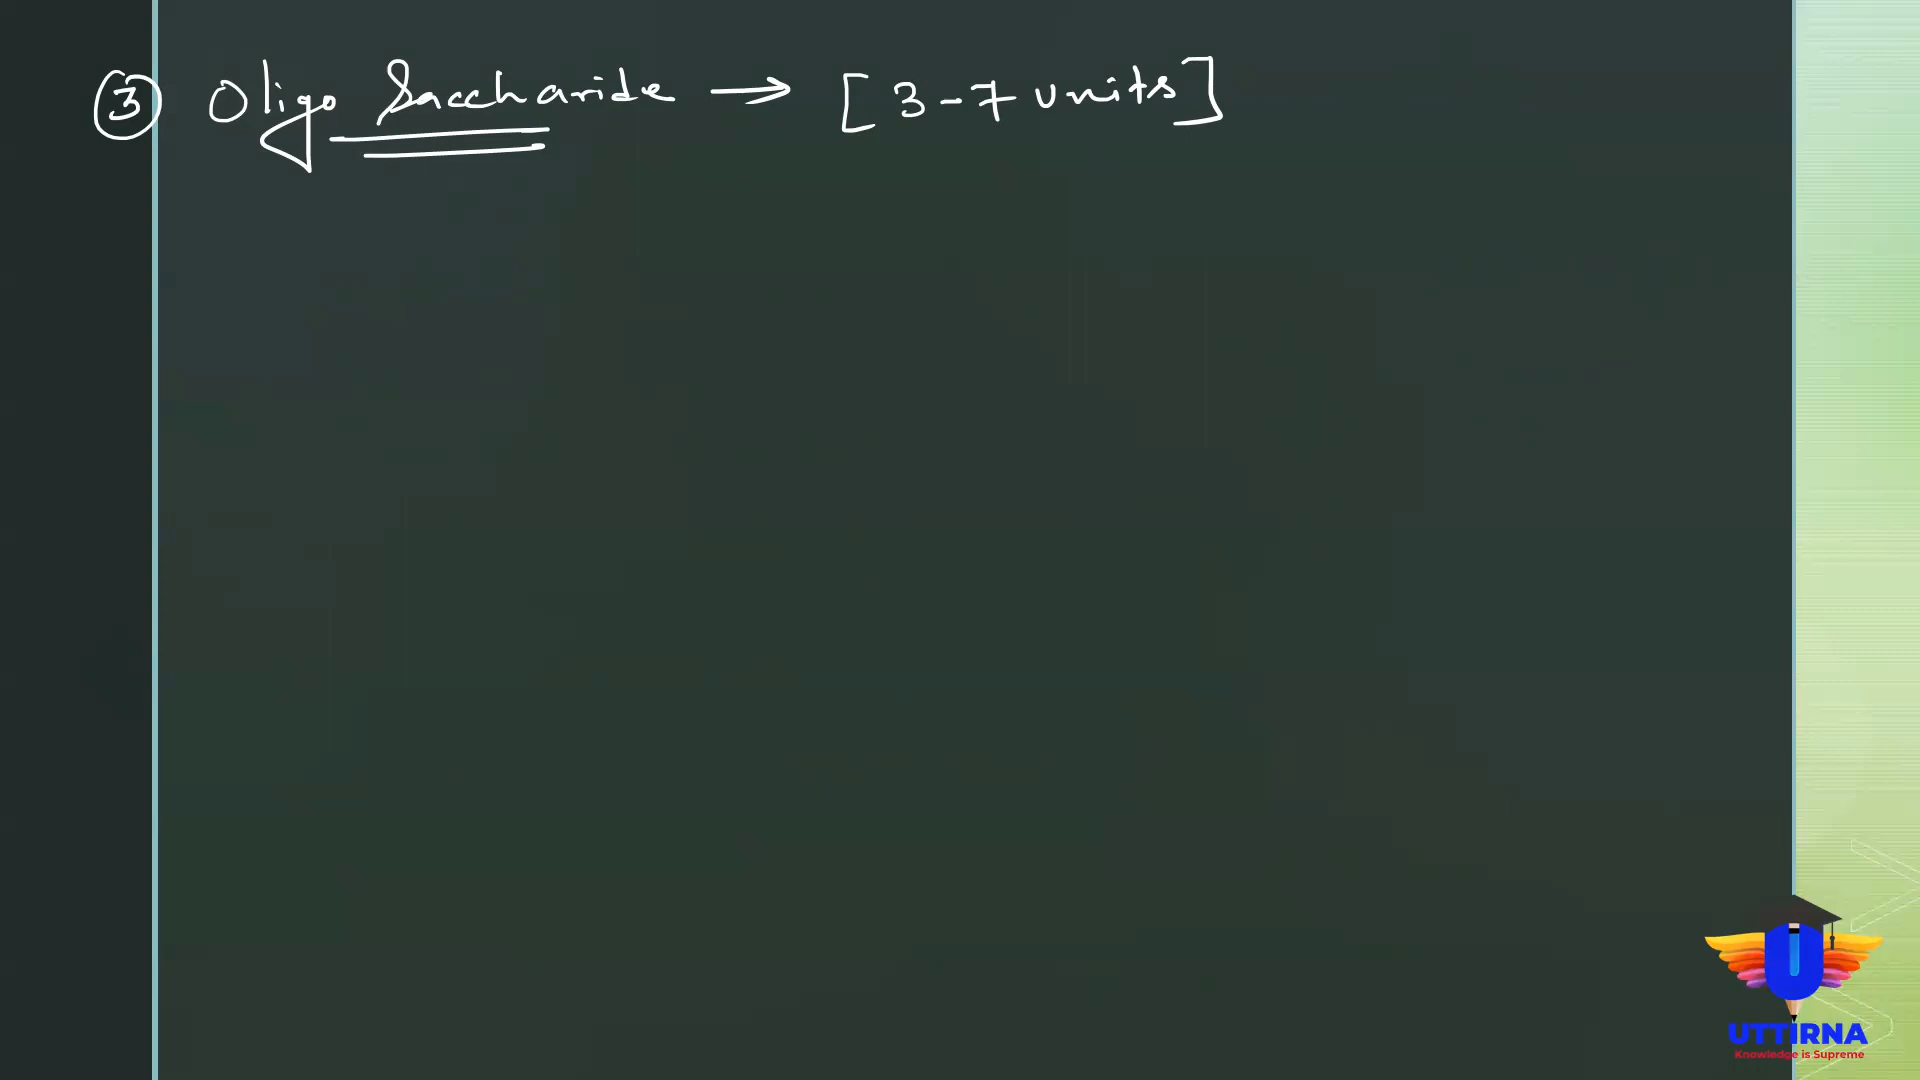 ③ Oligo Saccharide → [3-7 units]
UTTIRNA
Knowledge is Supreme